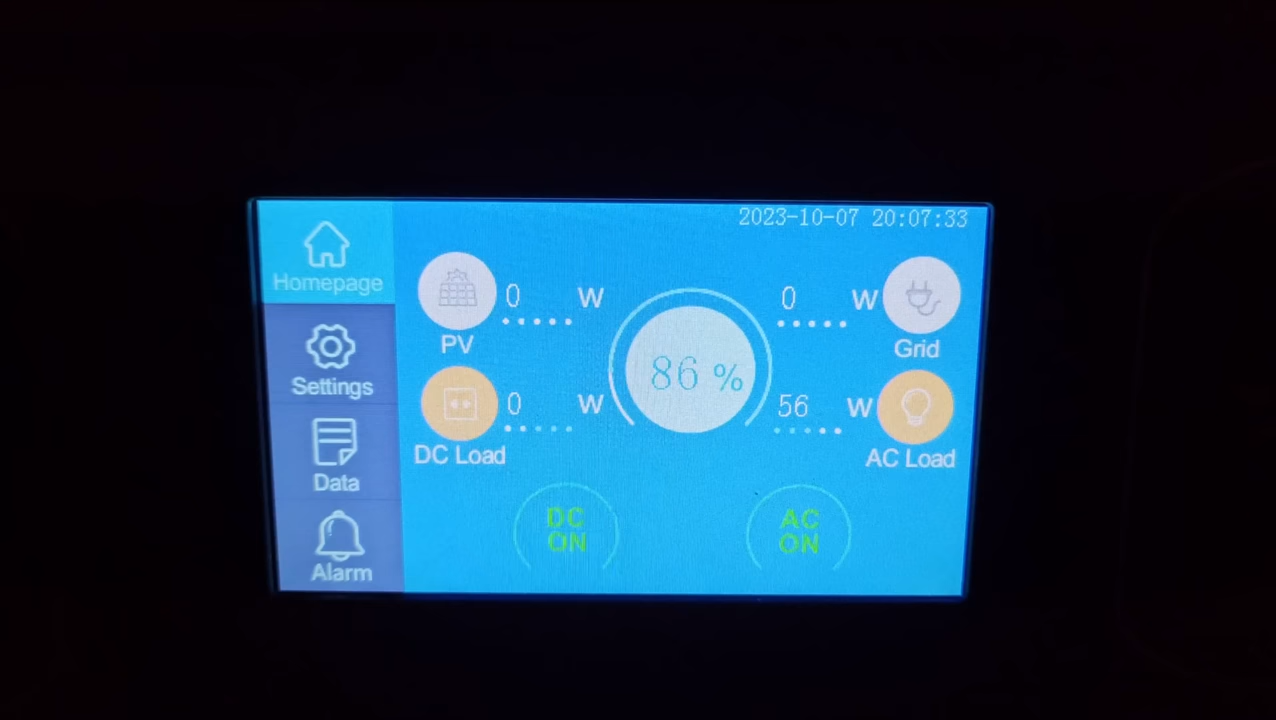 2023-10-07 20:07:33
Homepage
Settings
Data
Alarm
0 W
PV
0 W
DC Load
86 %
0 W
Grid
56 W
AC Load
DC
ON
AC
ON